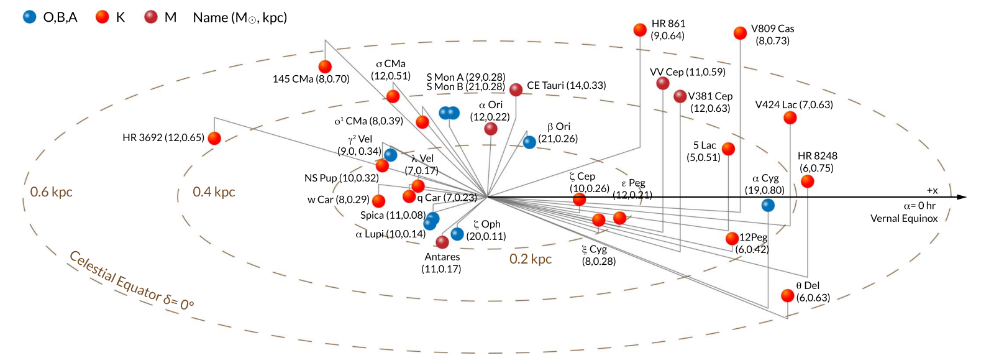 O,B,A K M Name (M☉, kpc)
HR 861
(9,0.64)
V809 Cas
(8,0.73)
145 CMa (8,0.70)
σ CMa
(12,0.51)
S Mon A (29,0.28)
S Mon B (21,0.28)
CE Tauri (14,0.33)
VV Cep (11,0.59)
V381 Cep
(12,0.63)
V424 Lac (7,0.63)
α Ori
(12,0.22)
o¹ CMa (8,0.39)
β Ori
(21,0.26)
HR 3692 (12,0.65)
γ² Vel
(9.0, 0.34)
λ Vel
(7,0.17)
5 Lac
(5,0.51)
HR 8248
(6,0.75)
NS Pup (10,0.32)
ζ Cep
(10,0.26)
ε Peg
(12,0.21)
α Cyg
(19,0.80)
0.6 kpc
0.4 kpc
+x
w Car (8,0.29)
q Car (7,0.23)
α= 0 hr
Vernal Equinox
Spica (11,0.08)
α Lupi (10,0.14)
ζ Oph
(20,0.11)
12Peg
(6,0.42)
Antares
(11,0.17)
0.2 kpc
ξ Cyg
(8,0.28)
Celestial Equator δ= 0°
θ Del
(6,0.63)